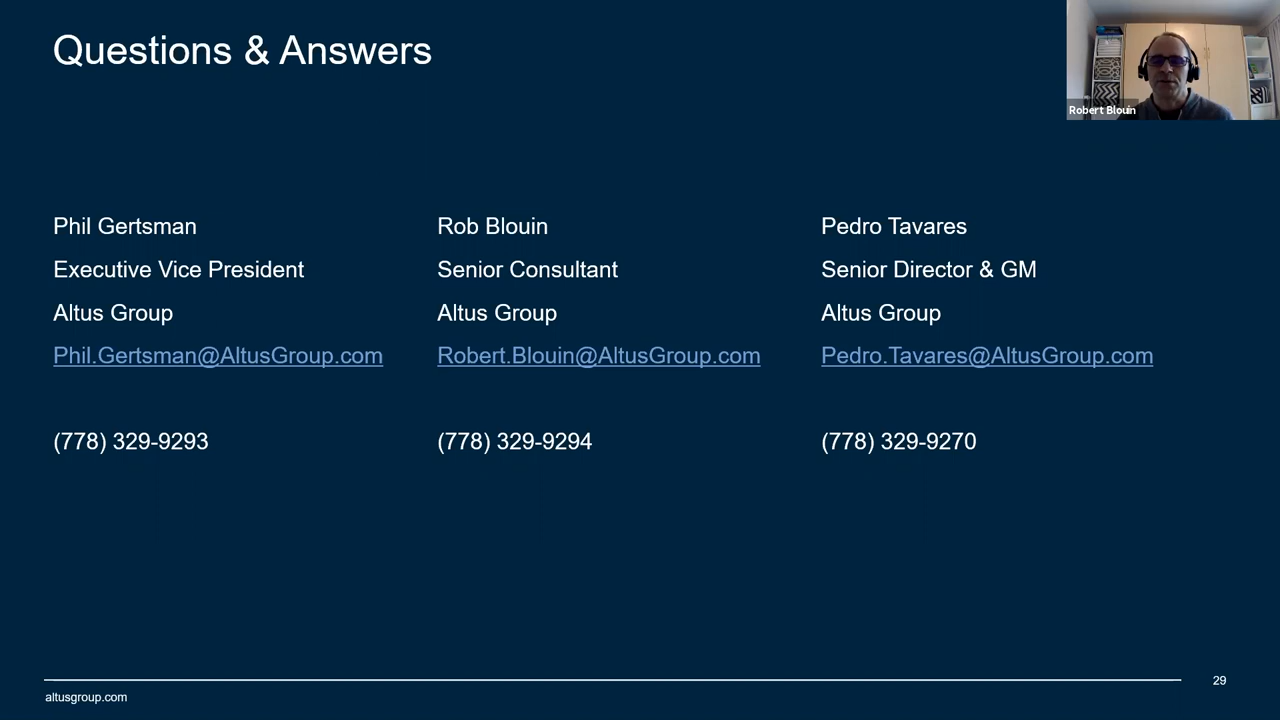 Questions & Answers
Robert Blouin
Phil Gertsman
Executive Vice President
Altus Group
Phil.Gertsman@AltusGroup.com
(778) 329-9293
Rob Blouin
Senior Consultant
Altus Group
Robert.Blouin@AltusGroup.com
(778) 329-9294
Pedro Tavares
Senior Director & GM
Altus Group
Pedro.Tavares@AltusGroup.com
(778) 329-9270
altusgroup.com
29